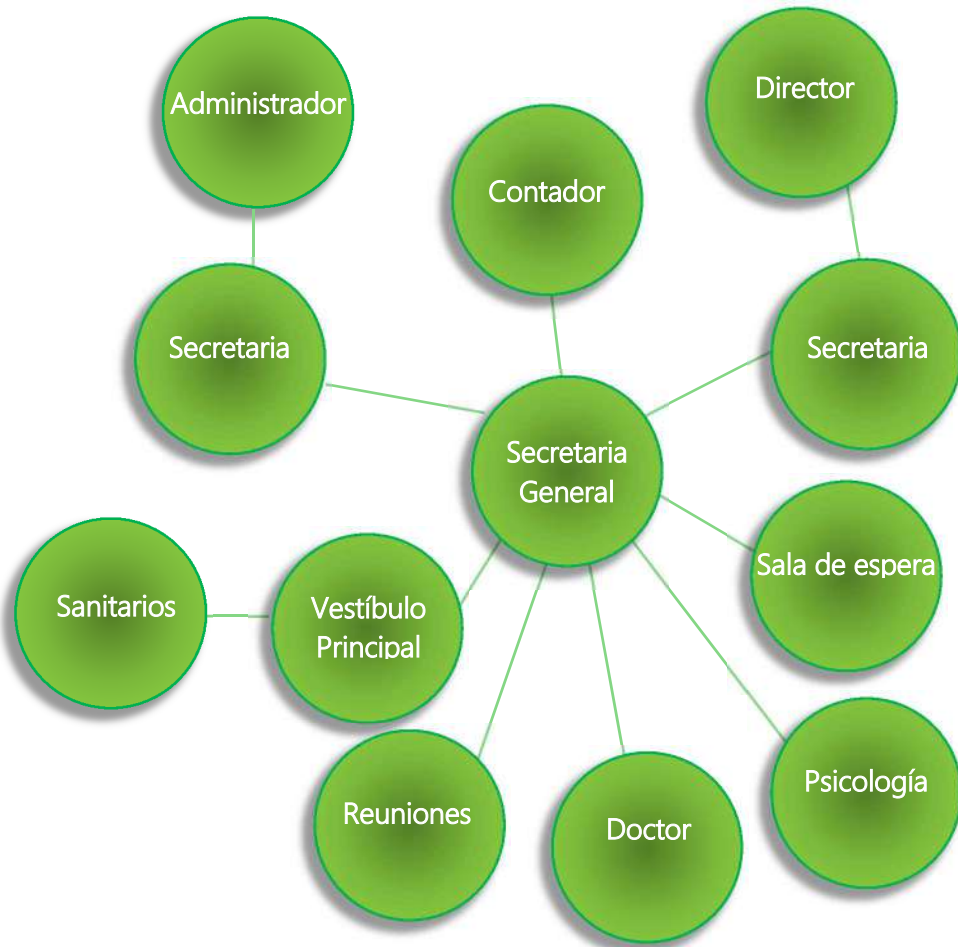 Administrador
Director
Contador
Secretaria
Secretaria
Secretaria
General
Sala de espera
Sanitarios
Vestíbulo
Principal
Psicología
Reuniones
Doctor